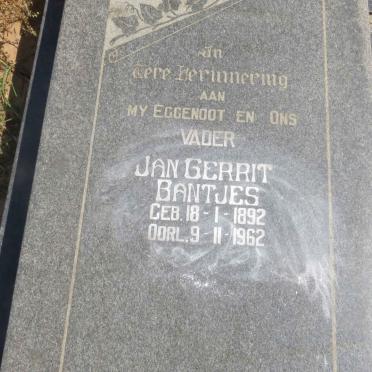 In
Tere Herinnering
AAN
MY EGGENOOT EN ONS
VADER
JAN GERRIT
BANTJES
GEB. 18-1-1892
OORL. 9-11-1962